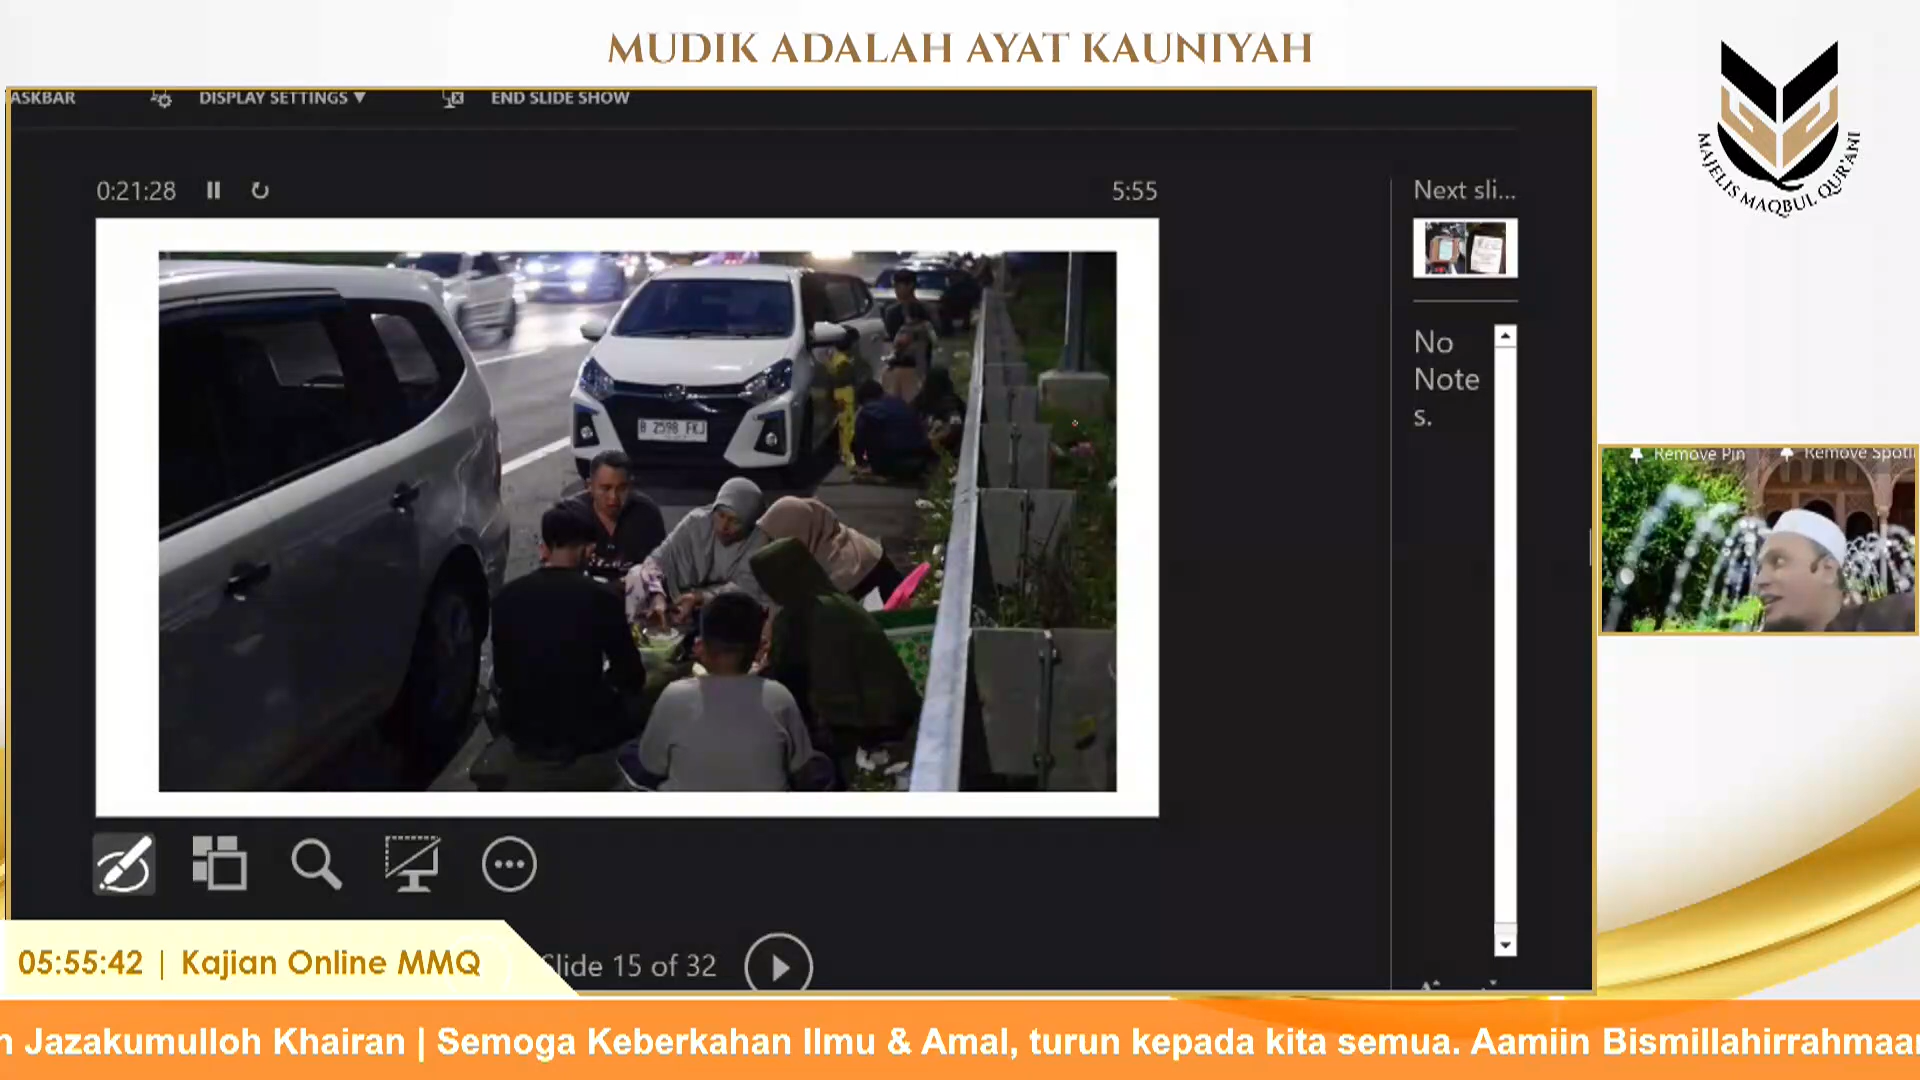 MUDIK ADALAH AYAT KAUNIYAH
MAJELIS MAQBUL QUR'ANI
ASKBAR DISPLAY SETTINGS ▼ END SLIDE SHOW
0:21:28 5:55
Next sli...
No
Note
s.
B 2598 FKJ
Remove Pin Remove Spotli
05:55:42 | Kajian Online MMQ
Slide 15 of 32
n Jazakumulloh Khairan | Semoga Keberkahan Ilmu & Amal, turun kepada kita semua. Aamiin Bismillahirrahmaan